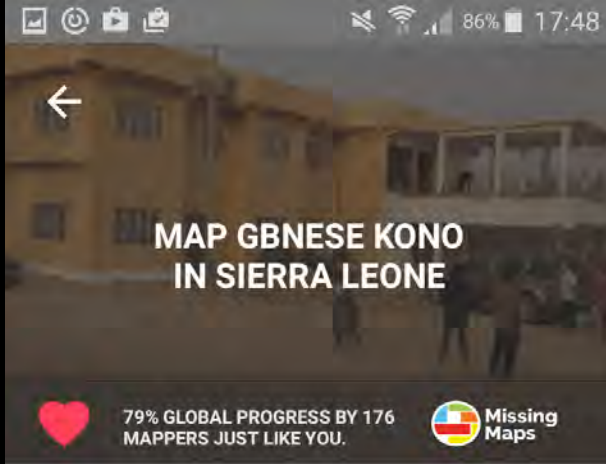 86% 17:48
MAP GBNESE KONO
IN SIERRA LEONE
79% GLOBAL PROGRESS BY 176
MAPPERS JUST LIKE YOU.
Missing
Maps